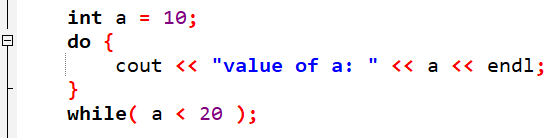 int a = 10;
do {
cout << "value of a: " << a << endl;
}
while( a < 20 );